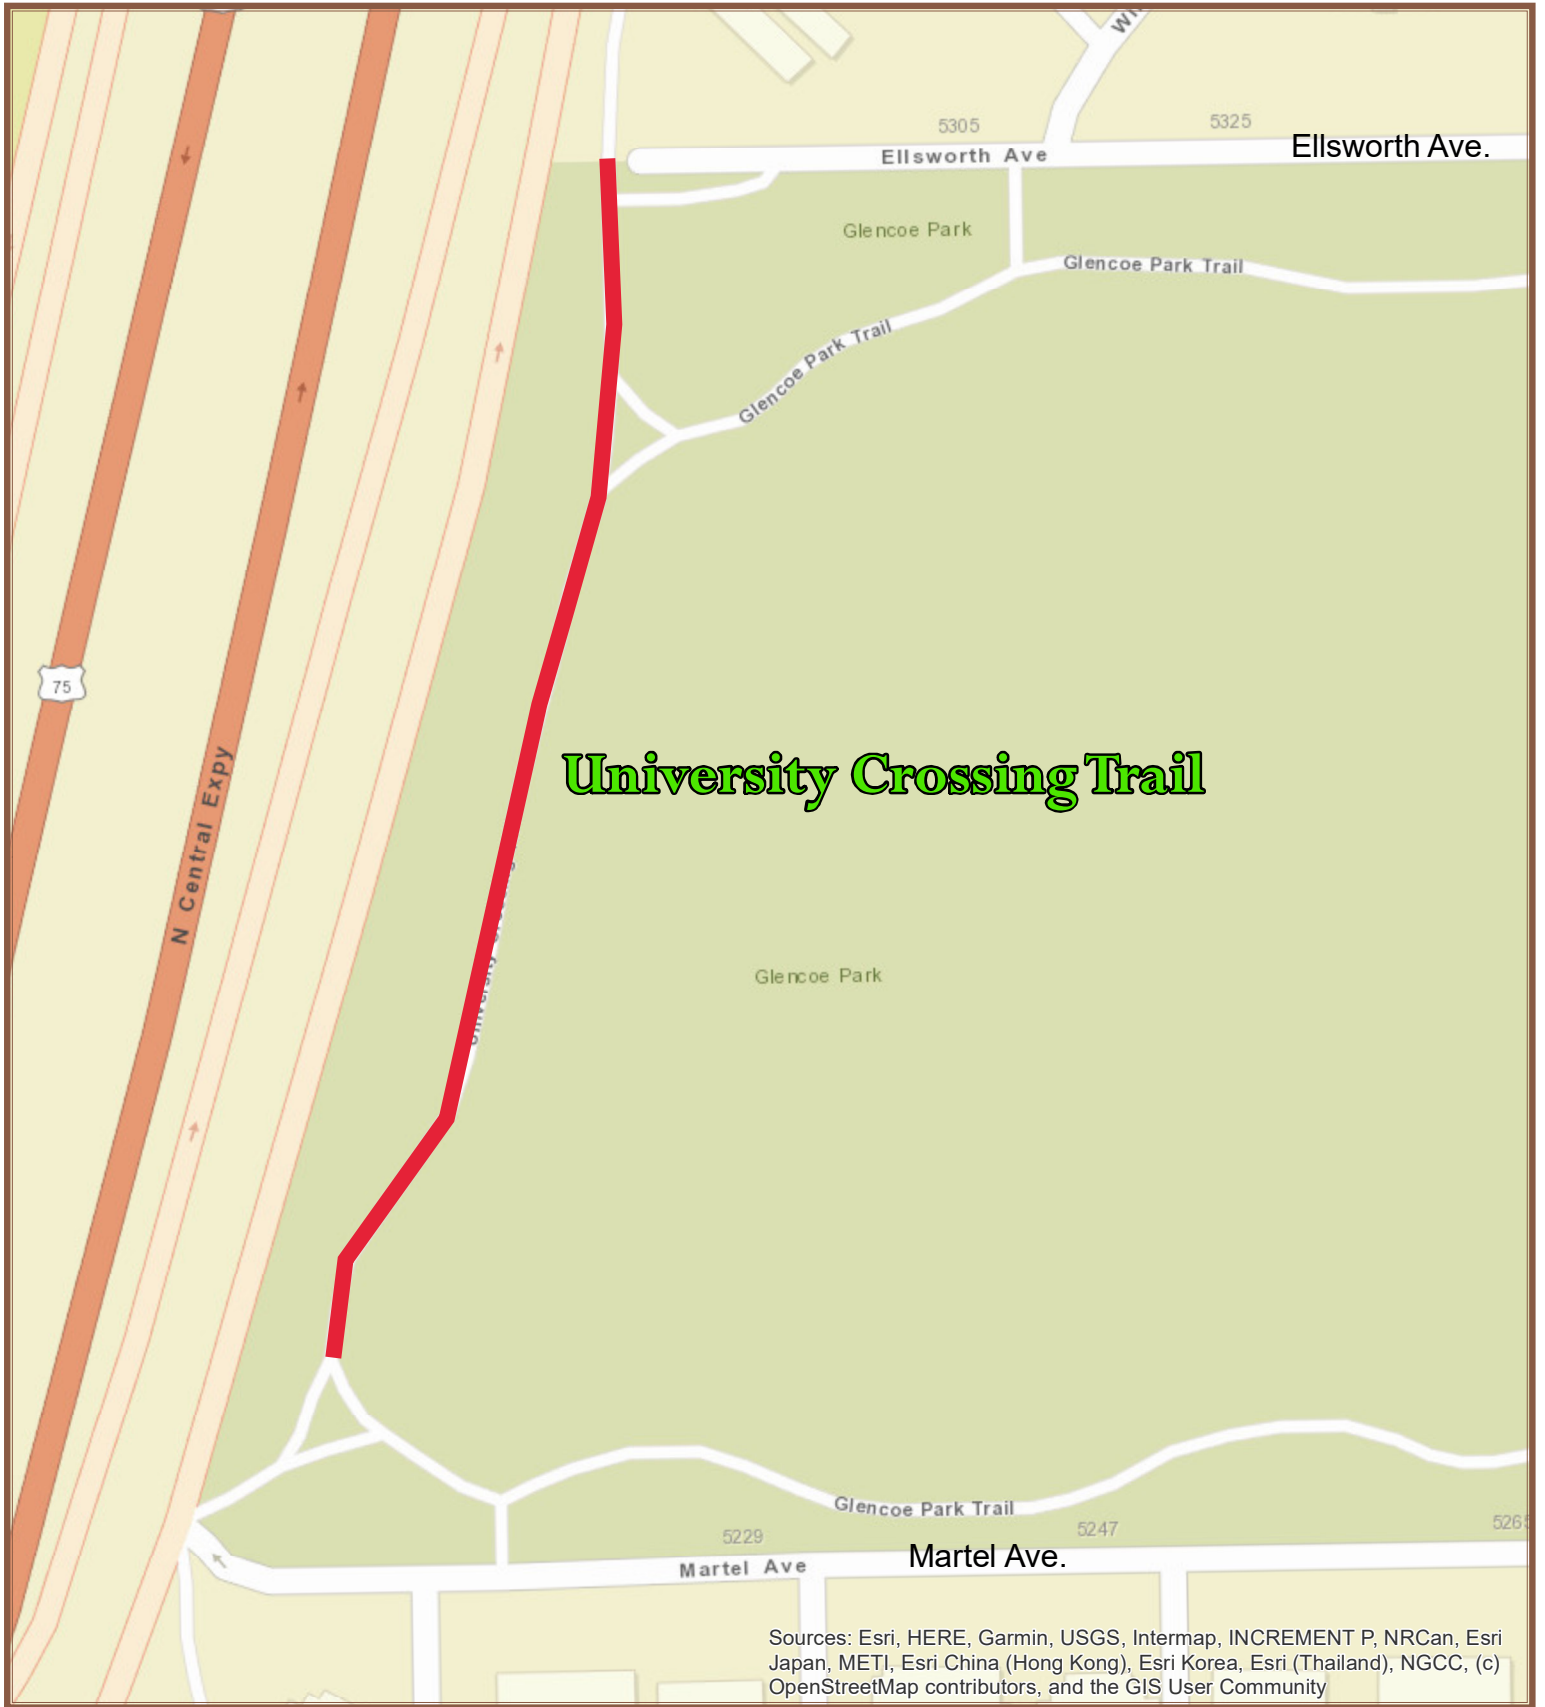 5305
5325
Ellsworth Ave
Ellsworth Ave.
Glencoe Park
Glencoe Park Trail
Glencoe Park Trail
75
N Central Expy
University Crossing Trail
Glencoe Park
Glencoe Park Trail
5229
5247
5265
Martel Ave
Martel Ave.
Sources: Esri, HERE, Garmin, USGS, Intermap, INCREMENT P, NRCan, Esri
Japan, METI, Esri China (Hong Kong), Esri Korea, Esri (Thailand), NGCC, (c)
OpenStreetMap contributors, and the GIS User Community